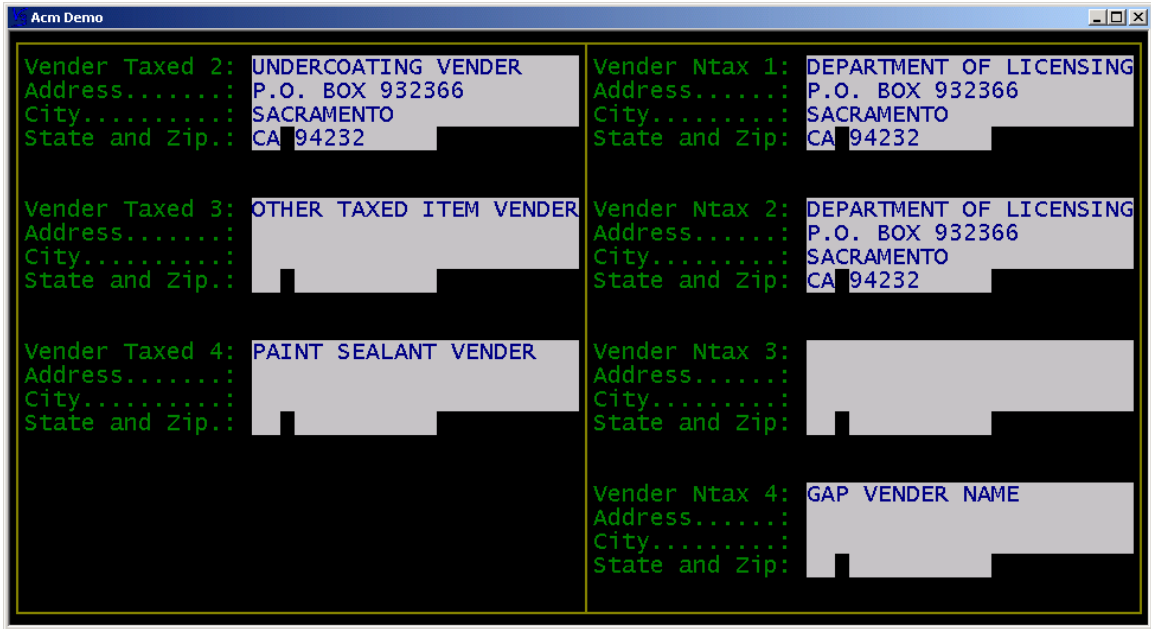 Acm Demo
Vender Taxed 2: UNDERCOATING VENDER
Address.......: P.O. BOX 932366
City..........: SACRAMENTO
State and Zip.: CA 94232
Vender Taxed 3: OTHER TAXED ITEM VENDER
Address.......:
City..........:
State and Zip.:
Vender Taxed 4: PAINT SEALANT VENDER
Address.......:
City..........:
State and Zip.:
Vender Ntax 1: DEPARTMENT OF LICENSING
Address......: P.O. BOX 932366
City.........: SACRAMENTO
State and Zip: CA 94232
Vender Ntax 2: DEPARTMENT OF LICENSING
Address......: P.O. BOX 932366
City.........: SACRAMENTO
State and Zip: CA 94232
Vender Ntax 3:
Address......:
City.........:
State and Zip:
Vender Ntax 4: GAP VENDER NAME
Address......:
City.........:
State and Zip: